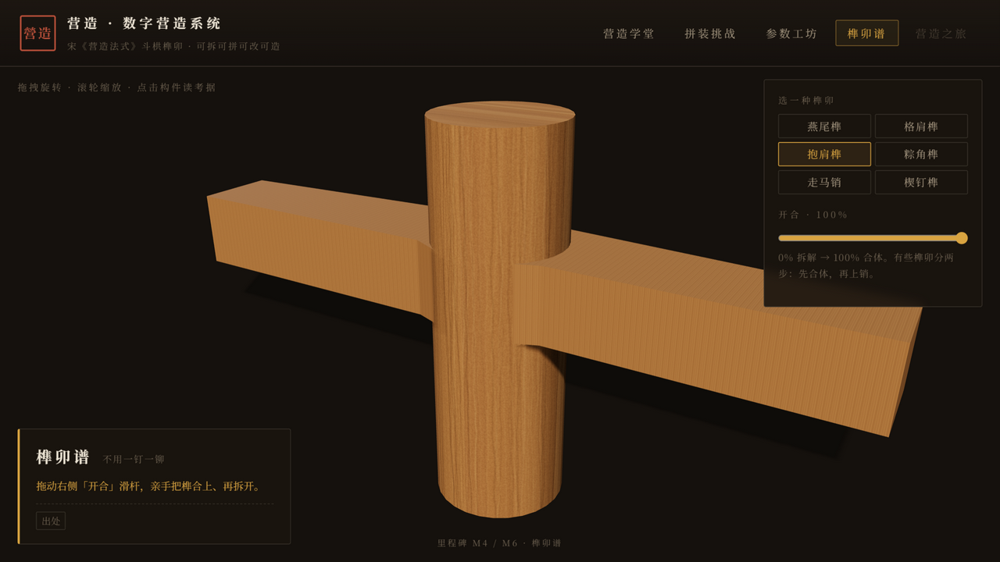 營造
营造 · 数字营造系统
宋《营造法式》斗栱榫卯 · 可拆可拼可改可造
营造学堂
拼装挑战
参数工坊
榫卯谱
营造之旅
拖拽旋转 · 滚轮缩放 · 点击构件读考据
选一种榫卯
燕尾榫
格肩榫
抱肩榫
粽角榫
走马销
楔钉榫
开合 · 100%
0% 拆解 → 100% 合体。有些榫卯分两
步：先合体，再上销。
榫卯谱 不用一钉一铆
拖动右侧「开合」滑杆，亲手把榫合上、再拆开。
出处
里程碑 M4 / M6 · 榫卯谱